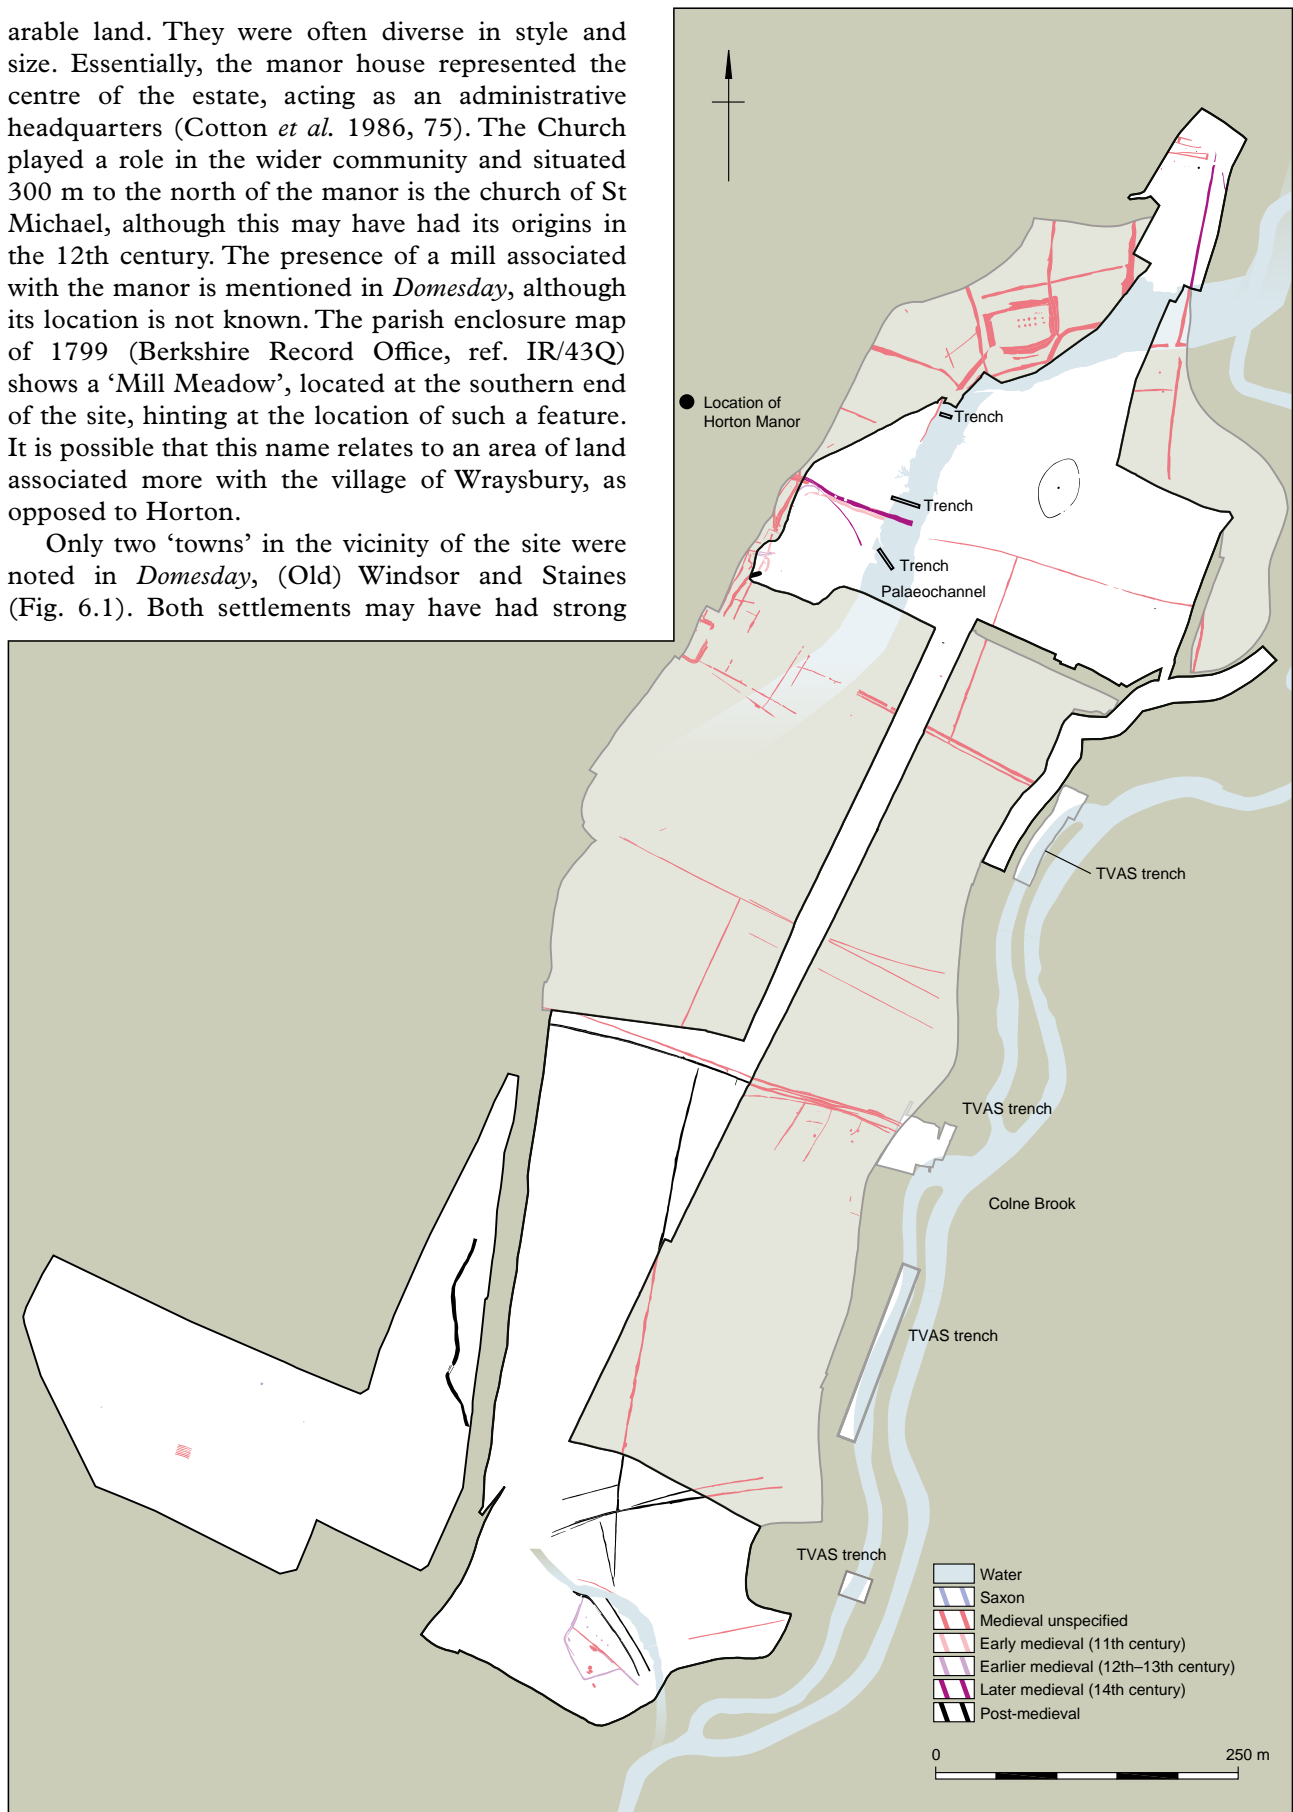 arable land. They were often diverse in style and
size. Essentially, the manor house represented the
centre of the estate, acting as an administrative
headquarters (Cotton et al. 1986, 75). The Church
played a role in the wider community and situated
300 m to the north of the manor is the church of St
Michael, although this may have had its origins in
the 12th century. The presence of a mill associated
with the manor is mentioned in Domesday, although
its location is not known. The parish enclosure map
of 1799 (Berkshire Record Office, ref. IR/43Q)
shows a ‘Mill Meadow’, located at the southern end
of the site, hinting at the location of such a feature.
It is possible that this name relates to an area of land
associated more with the village of Wraysbury, as
opposed to Horton.
Only two ‘towns’ in the vicinity of the site were
noted in Domesday, (Old) Windsor and Staines
(Fig. 6.1). Both settlements may have had strong
Location of
Horton Manor
Trench
Trench
Trench
Palaeochannel
TVAS trench
TVAS trench
Colne Brook
TVAS trench
TVAS trench
Water
Saxon
Medieval unspecified
Early medieval (11th century)
Earlier medieval (12th–13th century)
Later medieval (14th century)
Post-medieval
0 250 m